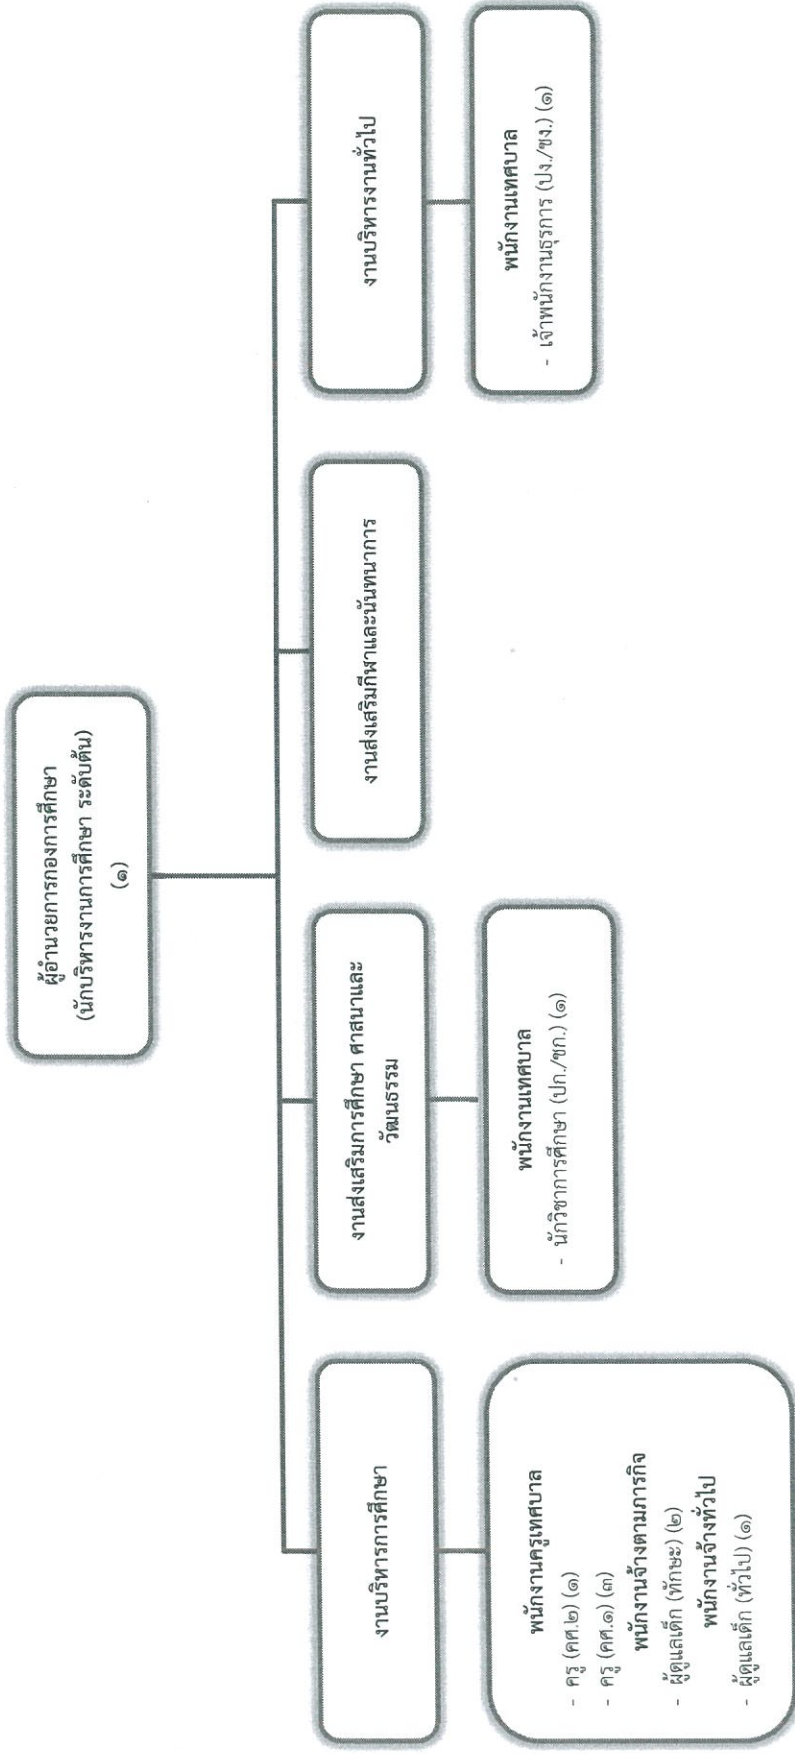 ผู้อำนวยการกองการศึกษา
(นักบริหารงานการศึกษา ระดับต้น)
(๑)
งานบริหารการศึกษา
พนักงานครูเทศบาล
- ครู (คศ.๒) (๑)
- ครู (คศ.๑) (๓)
พนักงานจ้างตามภารกิจ
- ผู้ดูแลเด็ก (ทักษะ) (๒)
พนักงานจ้างทั่วไป
- ผู้ดูแลเด็ก (ทั่วไป) (๑)
งานส่งเสริมการศึกษา ศาสนาและ
วัฒนธรรม
พนักงานเทศบาล
- นักวิชาการศึกษา (ปก./ชก.) (๑)
งานส่งเสริมกีฬาและนันทนาการ
งานบริหารงานทั่วไป
พนักงานเทศบาล
- เจ้าพนักงานธุรการ (ปง./ชง.) (๑)